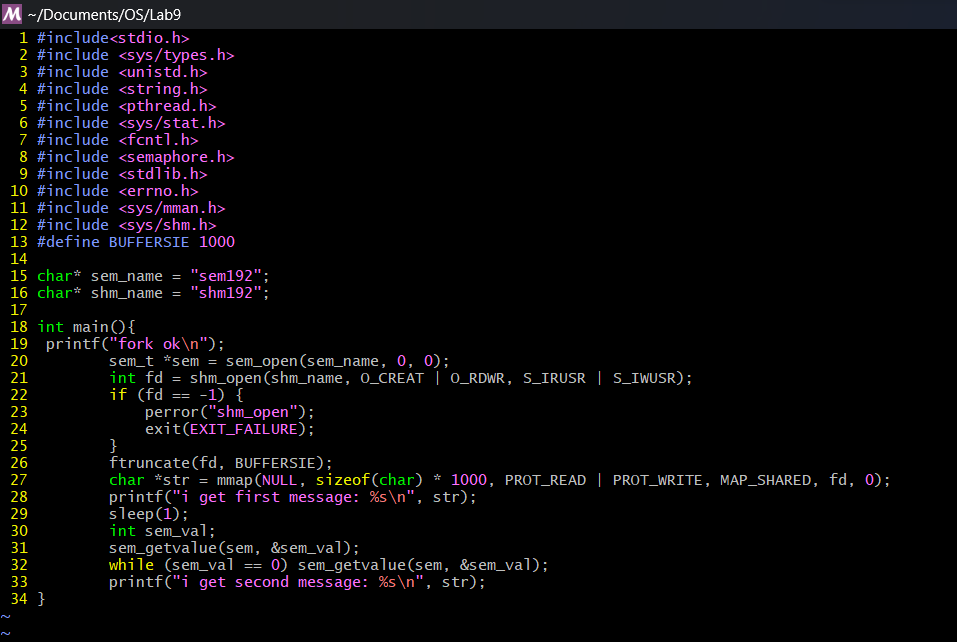 M ~/Documents/OS/Lab9
1 #include<stdio.h>
2 #include <sys/types.h>
3 #include <unistd.h>
4 #include <string.h>
5 #include <pthread.h>
6 #include <sys/stat.h>
7 #include <fcntl.h>
8 #include <semaphore.h>
9 #include <stdlib.h>
10 #include <errno.h>
11 #include <sys/mman.h>
12 #include <sys/shm.h>
13 #define BUFFERSIE 1000
14
15 char* sem_name = "sem192";
16 char* shm_name = "shm192";
17
18 int main(){
19  printf("fork ok\n");
20         sem_t *sem = sem_open(sem_name, 0, 0);
21         int fd = shm_open(shm_name, O_CREAT | O_RDWR, S_IRUSR | S_IWUSR);
22         if (fd == -1) {
23             perror("shm_open");
24             exit(EXIT_FAILURE);
25         }
26         ftruncate(fd, BUFFERSIE);
27         char *str = mmap(NULL, sizeof(char) * 1000, PROT_READ | PROT_WRITE, MAP_SHARED, fd, 0);
28         printf("i get first message: %s\n", str);
29         sleep(1);
30         int sem_val;
31         sem_getvalue(sem, &sem_val);
32         while (sem_val == 0) sem_getvalue(sem, &sem_val);
33         printf("i get second message: %s\n", str);
34 }
~
~